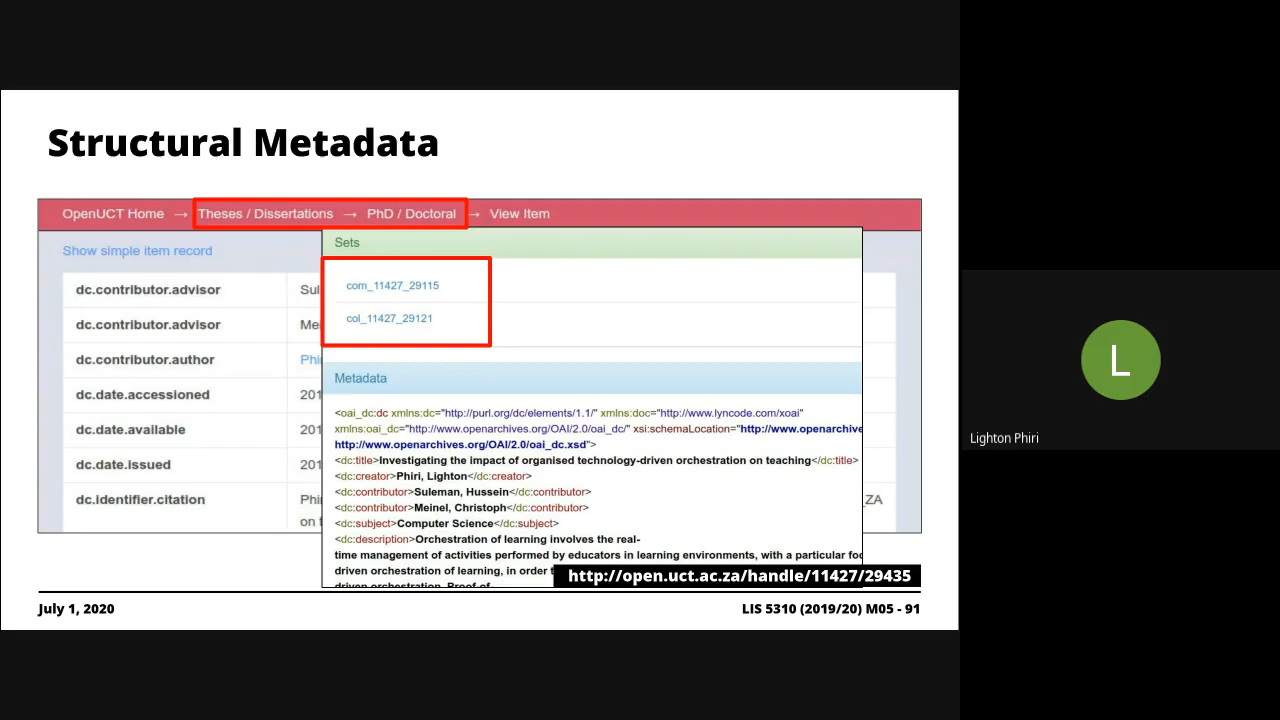 Structural Metadata
OpenUCT Home → Theses / Dissertations → PhD / Doctoral → View Item
Show simple item record
dc.contributor.advisor
dc.contributor.advisor
dc.contributor.author
dc.date.accessioned
dc.date.available
dc.date.issued
dc.identifier.citation
Sets
com_11427_29115
col_11427_29121
Metadata
<oai_dc:dc xmlns:dc="http://purl.org/dc/elements/1.1/" xmlns:doc="http://www.lyncode.com/xoai"
xmlns:oai_dc="http://www.openarchives.org/OAI/2.0/oai_dc/" xsi:schemaLocation="http://www.openarchive
http://www.openarchives.org/OAI/2.0/oai_dc.xsd">
<dc:title>Investigating the impact of organised technology-driven orchestration on teaching</dc:title>
<dc:creator>Phiri, Lighton</dc:creator>
<dc:contributor>Suleman, Hussein</dc:contributor>
<dc:contributor>Meinel, Christoph</dc:contributor>
<dc:subject>Computer Science</dc:subject>
<dc:description>Orchestration of learning involves the real-
time management of activities performed by educators in learning environments, with a particular foc
driven orchestration of learning, in order t
driven orchestration. Proof-of-
_ZA
http://open.uct.ac.za/handle/11427/29435
July 1, 2020
LIS 5310 (2019/20) M05 - 91
L
Lighton Phiri